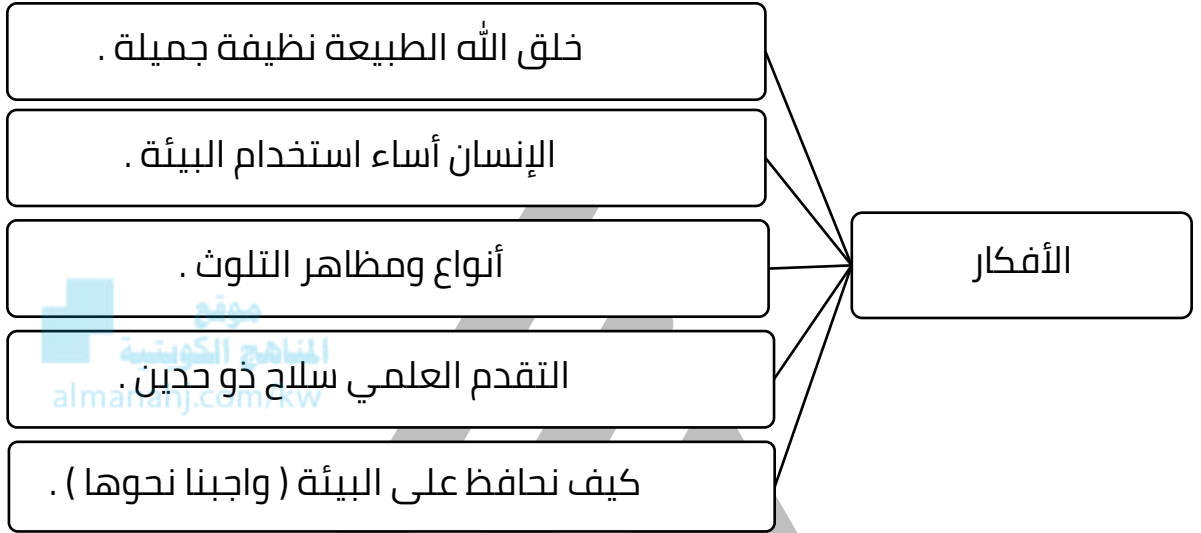 خلق الله الطبيعة نظيفة جميلة .
الإنسان أساء استخدام البيئة .
أنواع ومظاهر التلوث .
الأفكار
موقع
المناهج الكويتية
almanahj.com/kw
التقدم العلمي سلاح ذو حدين .
كيف نحافظ على البيئة ( واجبنا نحوها ) .